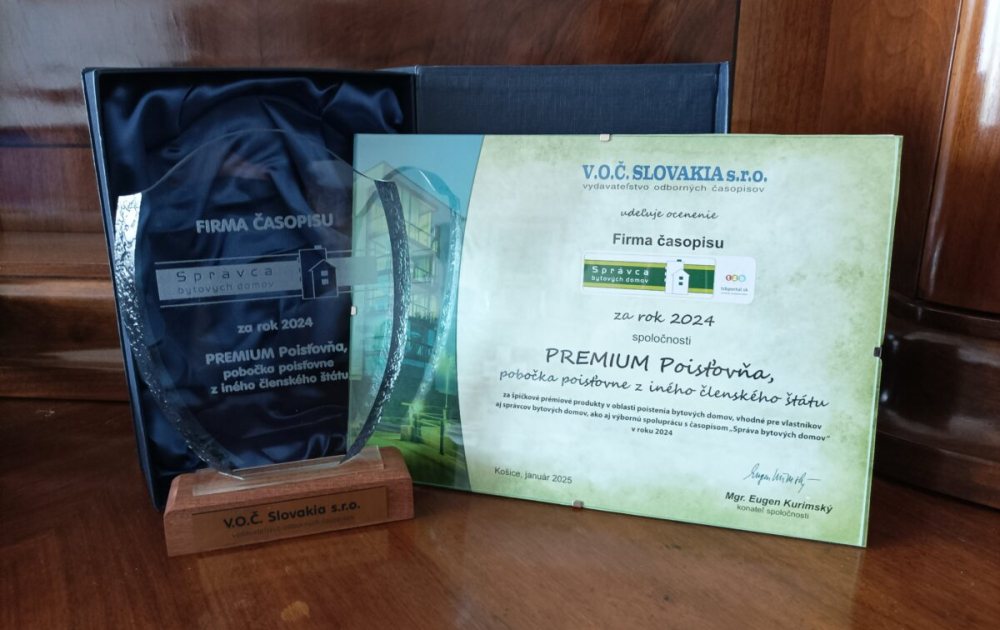 FIRMA ČASOPISU
Správca
bytových domov
za rok 2024
PREMIUM Poisťovňa,
pobočka poisťovne
z iného členského štátu
V.O.Č. Slovakia s.r.o.
V.O.Č. SLOVAKIA s.r.o.
vydavateľstvo odborných časopisov
udeľuje ocenenie
Firma časopisu
Správca
bytových domov
za rok 2024
spoločnosti
PREMIUM Poisťovňa,
pobočka poisťovne z iného členského štátu
za špičkové prémiové produkty v oblasti poistenia bytových domov, vhodné pre vlastníkov
aj správcov bytových domov, ako aj výbornú spoluprácu s časopisom „Správa bytových domov"
v roku 2024
Košice, január 2025
Mgr. Eugen Kurimský
konateľ spoločnosti